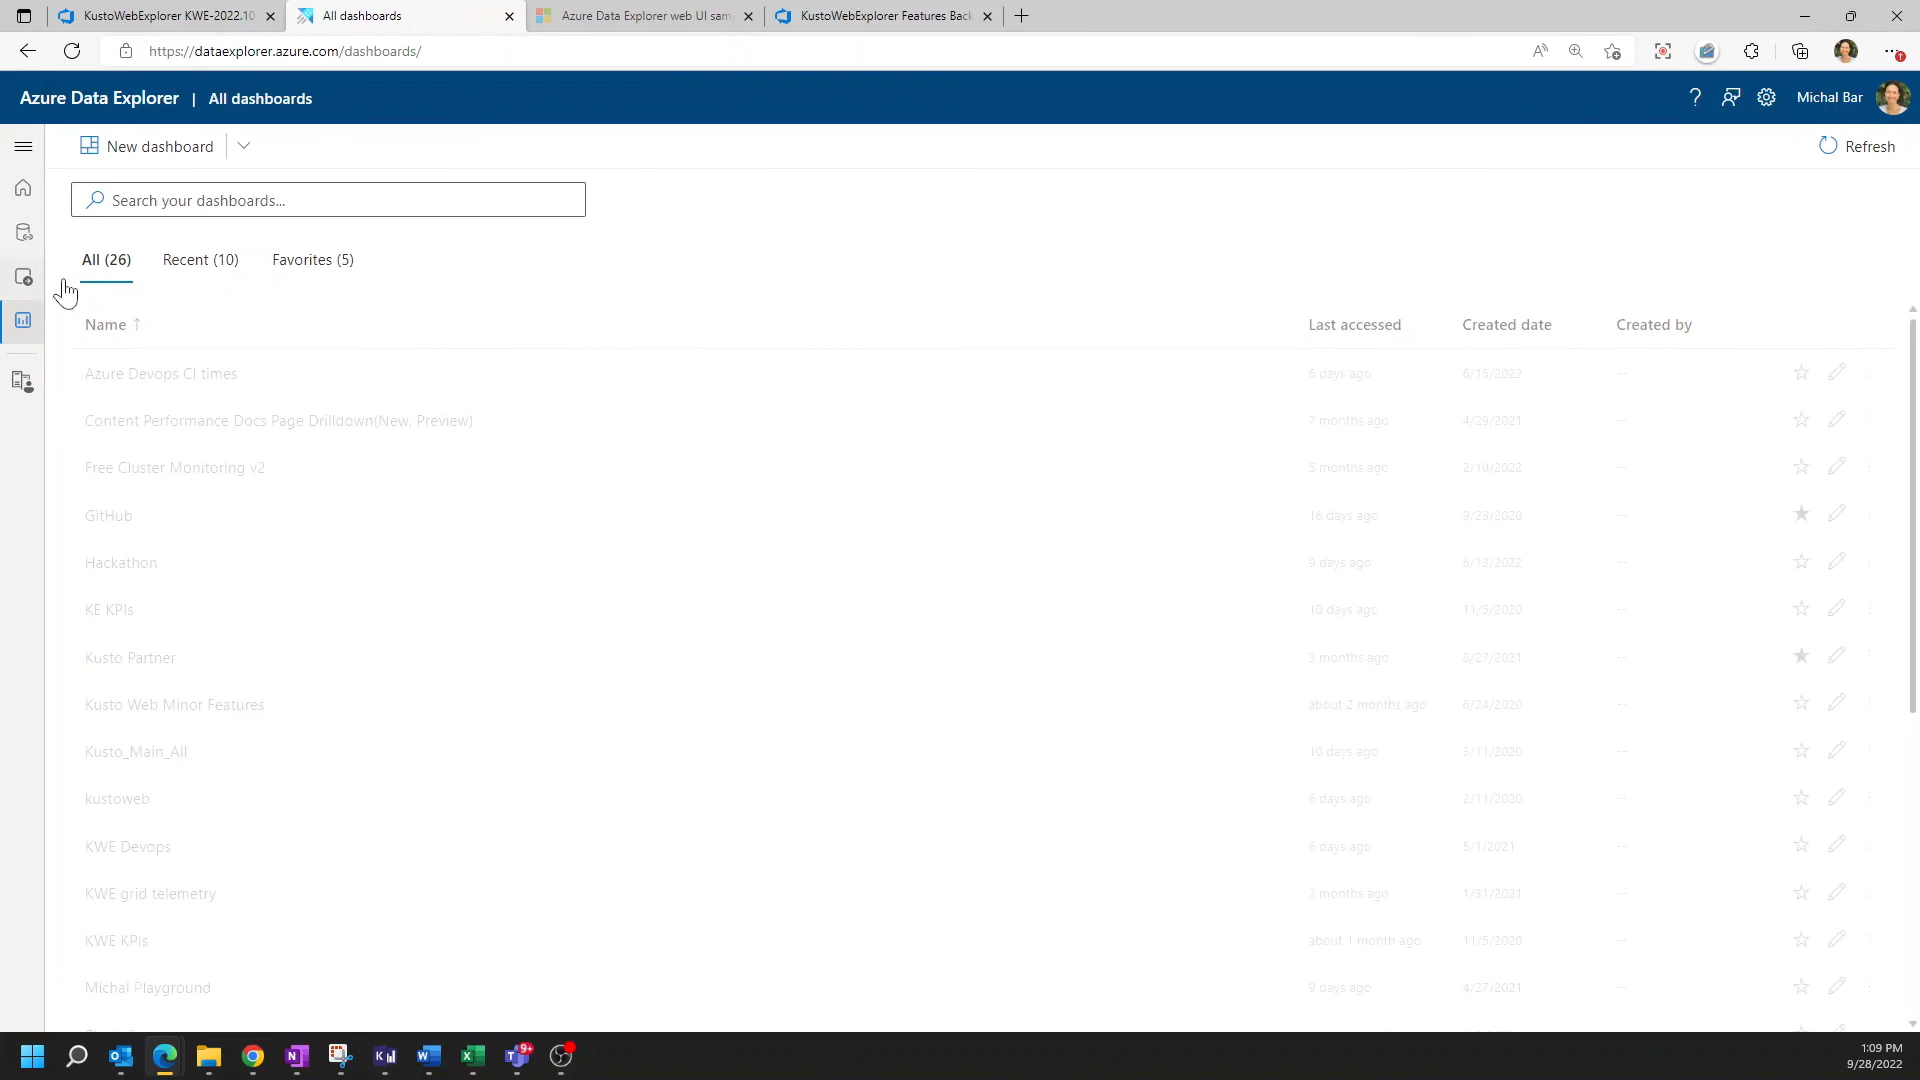 KustoWebExplorer KWE-2022.10
All dashboards
Azure Data Explorer web UI sam
KustoWebExplorer Features Back
https://dataexplorer.azure.com/dashboards/
Azure Data Explorer | All dashboards
Michal Bar
New dashboard
Refresh
Search your dashboards...
All (26)
Recent (10)
Favorites (5)
Name ↑
Last accessed
Created date
Created by
Azure Devops CI times
6 days ago
6/15/2022
--
Content Performance Docs Page Drilldown(New, Preview)
7 months ago
4/29/2021
--
Free Cluster Monitoring v2
5 months ago
2/10/2022
--
GitHub
16 days ago
9/23/2020
--
Hackathon
9 days ago
6/13/2022
--
KE KPIs
10 days ago
11/5/2020
--
Kusto Partner
3 months ago
8/27/2021
--
Kusto Web Minor Features
about 2 months ago
6/24/2020
--
Kusto_Main_All
10 days ago
3/11/2020
--
kustoweb
6 days ago
2/11/2020
--
KWE Devops
6 days ago
5/1/2021
--
KWE grid telemetry
2 months ago
1/31/2021
--
KWE KPIs
about 1 month ago
11/5/2020
--
Michal Playground
9 days ago
4/27/2021
--
9+
1:09 PM
9/28/2022